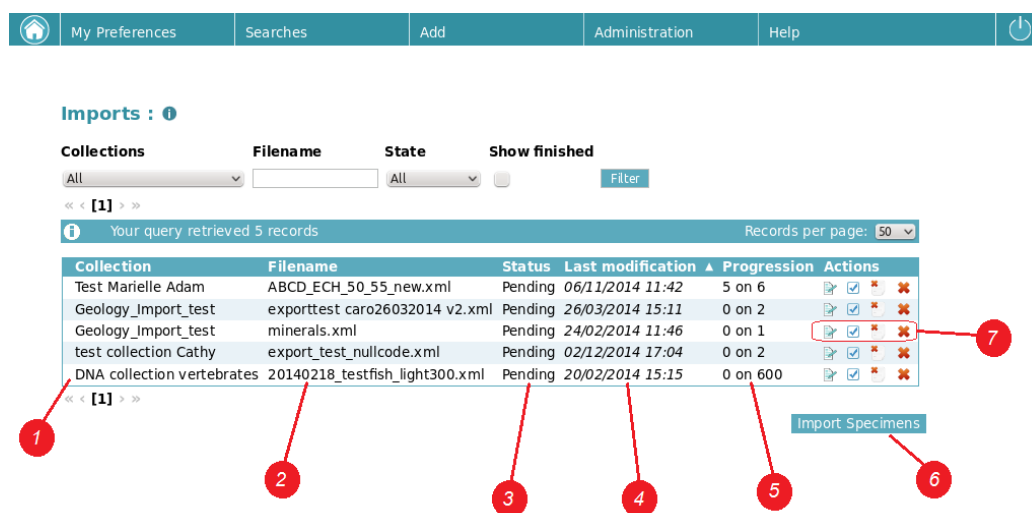 My Preferences Searches Add Administration Help
Imports :
Collections Filename State Show finished
All All Filter
« ‹ [1] › »
Your query retrieved 5 records Records per page: 50
Collection Filename Status Last modification ▲ Progression Actions
Test Marielle Adam ABCD_ECH_50_55_new.xml Pending 06/11/2014 11:42 5 on 6
Geology_Import_test exporttest caro26032014 v2.xml Pending 26/03/2014 15:11 0 on 2
Geology_Import_test minerals.xml Pending 24/02/2014 11:46 0 on 1
7
test collection Cathy export_test_nullcode.xml Pending 02/12/2014 17:04 0 on 2
DNA collection vertebrates 20140218_testfish_light300.xml Pending 20/02/2014 15:15 0 on 600
« ‹ [1] › »
Import Specimens
1
2 3 4 5 6